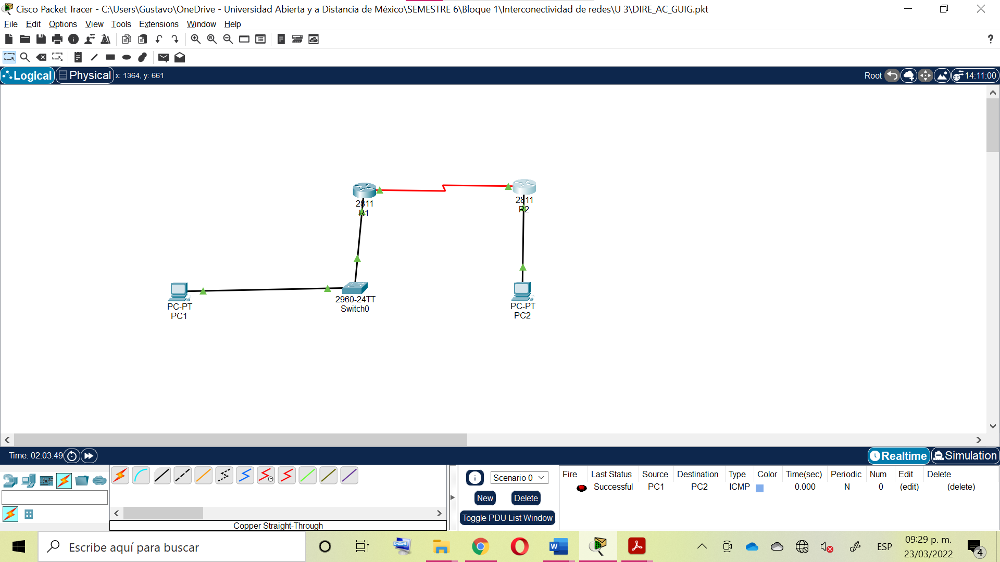 Cisco Packet Tracer - C:\Users\Gustavo\OneDrive - Universidad Abierta y a Distancia de México\SEMESTRE 6\Bloque 1\Interconectividad de redes\U 3\DIRE_AC_GUIG.pkt
File Edit Options View Tools Extensions Window Help
?
Logical Physical x: 1364, y: 661 Root 14:11:00
2811
R1
2811
R2
PC-PT
PC1
2960-24TT
Switch0
PC-PT
PC2
Time: 02:03:49 Realtime Simulation
Scenario 0
New Delete
Toggle PDU List Window
Fire Last Status Source Destination Type Color Time(sec) Periodic Num Edit Delete
Successful PC1 PC2 ICMP 0.000 N 0 (edit) (delete)
Copper Straight-Through
Escribe aquí para buscar
ESP
09:29 p. m.
23/03/2022
4